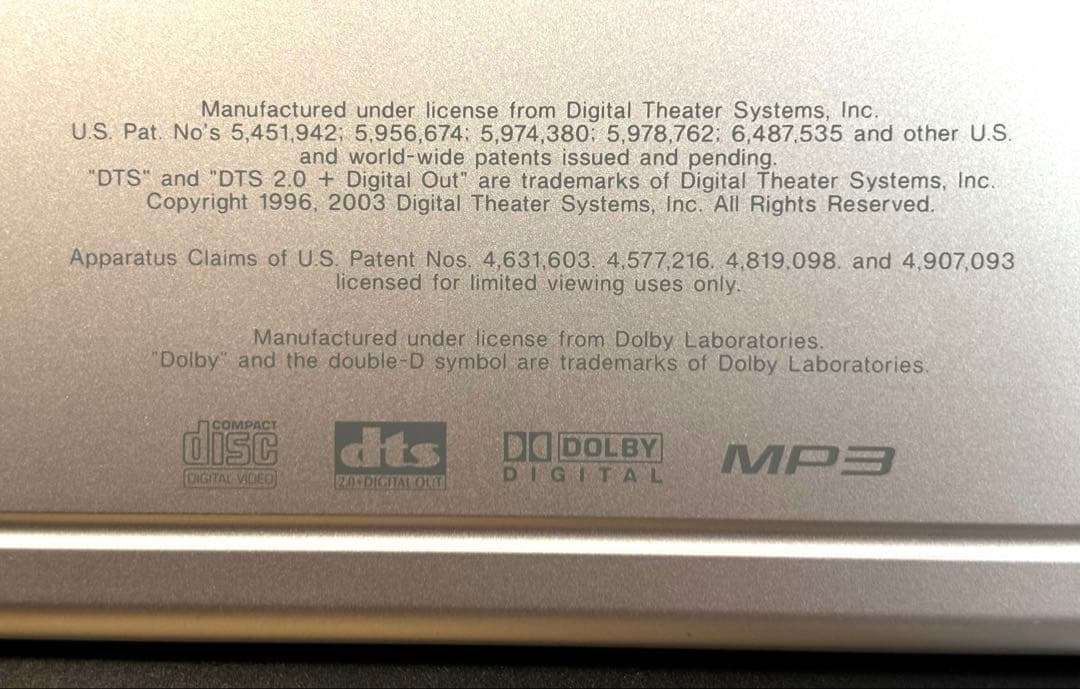 Manufactured under license from Digital Theater Systems, Inc.
U.S. Pat. No's 5,451,942; 5,956,674; 5,974,380; 5,978,762; 6,487,535 and other U.S.
and world-wide patents issued and pending.
"DTS" and "DTS 2.0 + Digital Out" are trademarks of Digital Theater Systems, Inc.
Copyright 1996, 2003 Digital Theater Systems, Inc. All Rights Reserved.
Apparatus Claims of U.S. Patent Nos. 4,631,603. 4,577,216. 4,819,098. and 4,907,093
licensed for limited viewing uses only.
Manufactured under license from Dolby Laboratories.
"Dolby" and the double-D symbol are trademarks of Dolby Laboratories.
COMPACT
disc
DIGITAL VIDEO
dts
2.0+DIGITAL OUT
DOLBY
DIGITAL
MP3